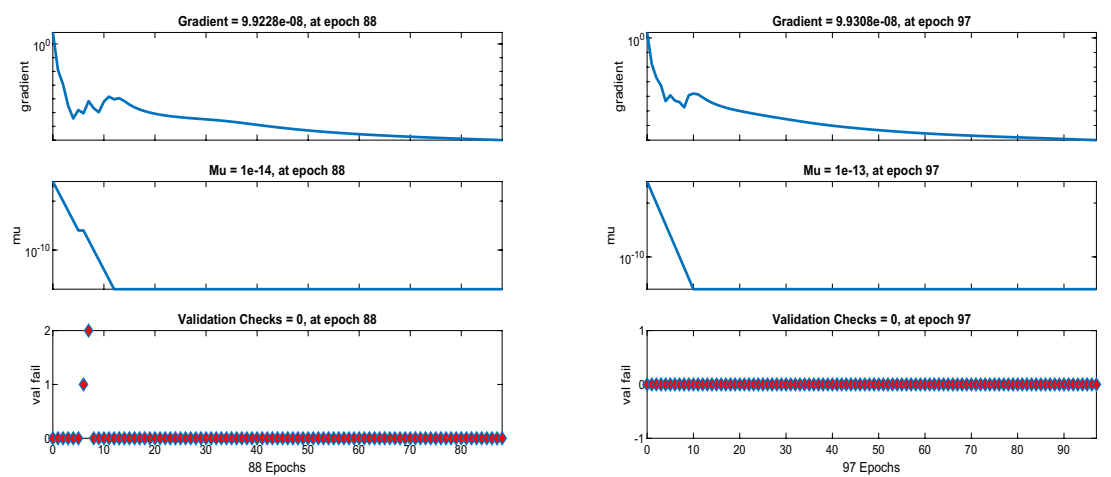 Gradient = 9.9228e-08, at epoch 88
10^0
gradient
Mu = 1e-14, at epoch 88
10^-10
mu
Validation Checks = 0, at epoch 88
2
1
0
val fail
0 10 20 30 40 50 60 70 80
88 Epochs
Gradient = 9.9308e-08, at epoch 97
10^0
gradient
Mu = 1e-13, at epoch 97
10^-10
mu
Validation Checks = 0, at epoch 97
1
0
-1
val fail
0 10 20 30 40 50 60 70 80 90
97 Epochs